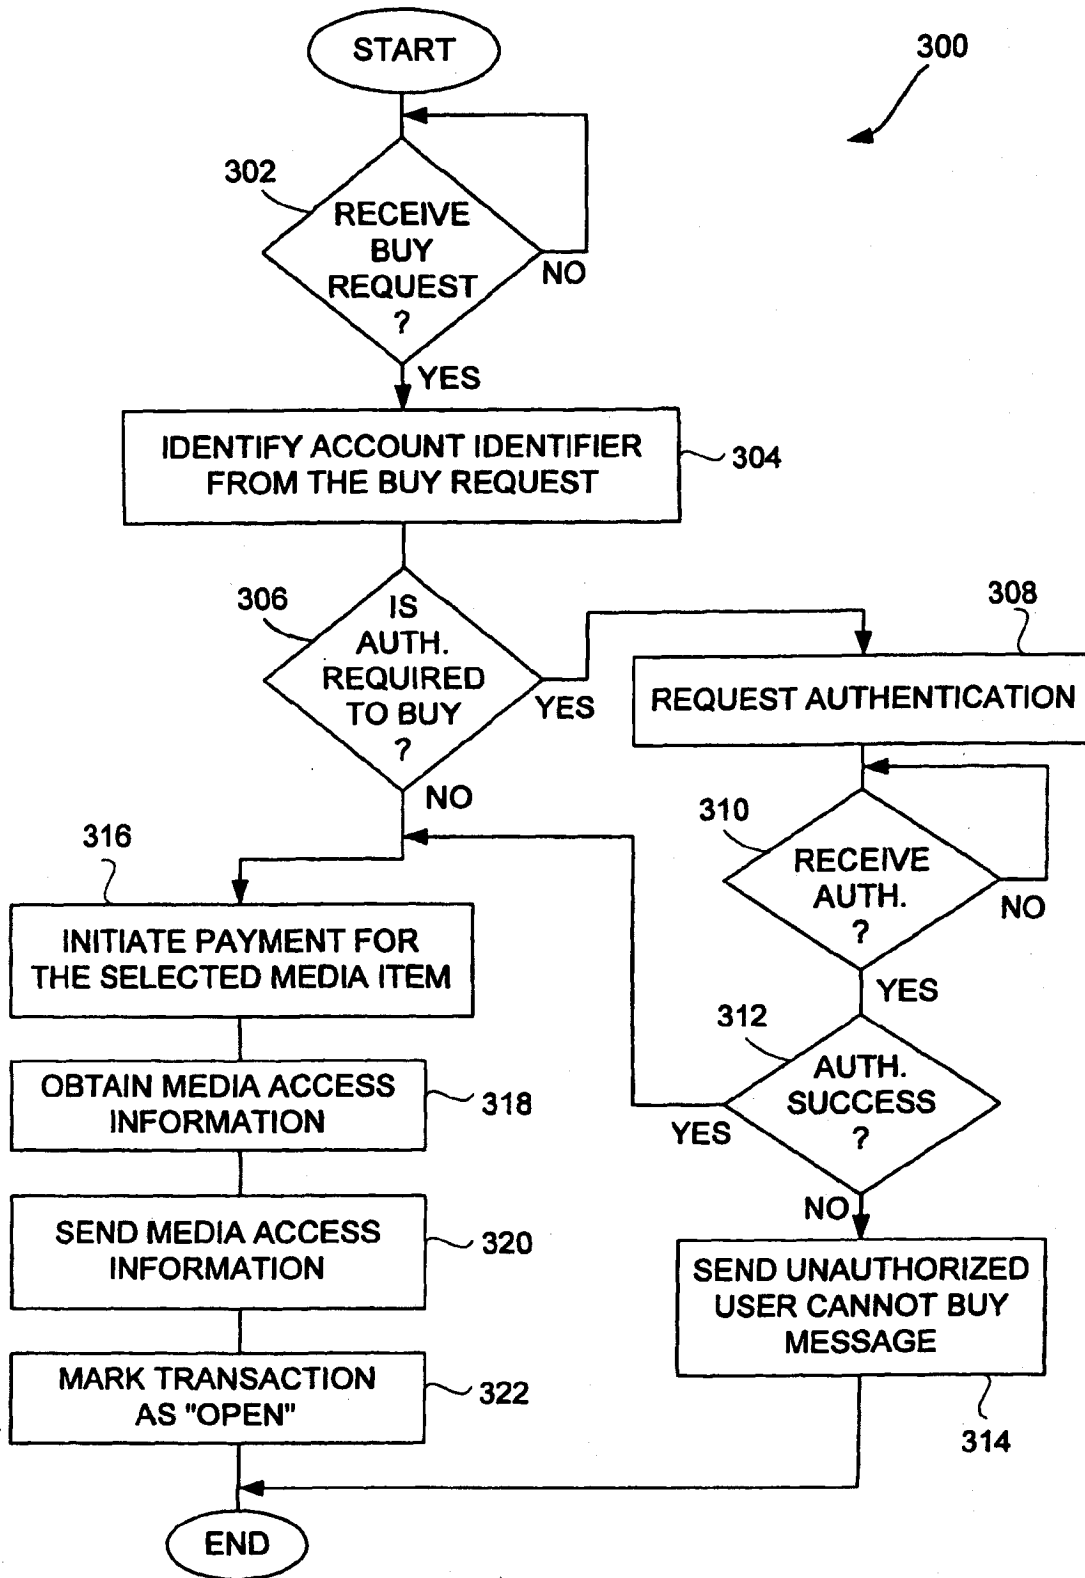 START
300
302
RECEIVE
BUY
REQUEST
?
NO
YES
IDENTIFY ACCOUNT IDENTIFIER
FROM THE BUY REQUEST
304
306
IS
AUTH.
REQUIRED
TO BUY
?
YES
NO
308
REQUEST AUTHENTICATION
310
RECEIVE
AUTH.
?
NO
YES
312
AUTH.
SUCCESS
?
YES
NO
SEND UNAUTHORIZED
USER CANNOT BUY
MESSAGE
314
316
INITIATE PAYMENT FOR
THE SELECTED MEDIA ITEM
OBTAIN MEDIA ACCESS
INFORMATION
318
SEND MEDIA ACCESS
INFORMATION
320
MARK TRANSACTION
AS "OPEN"
322
END